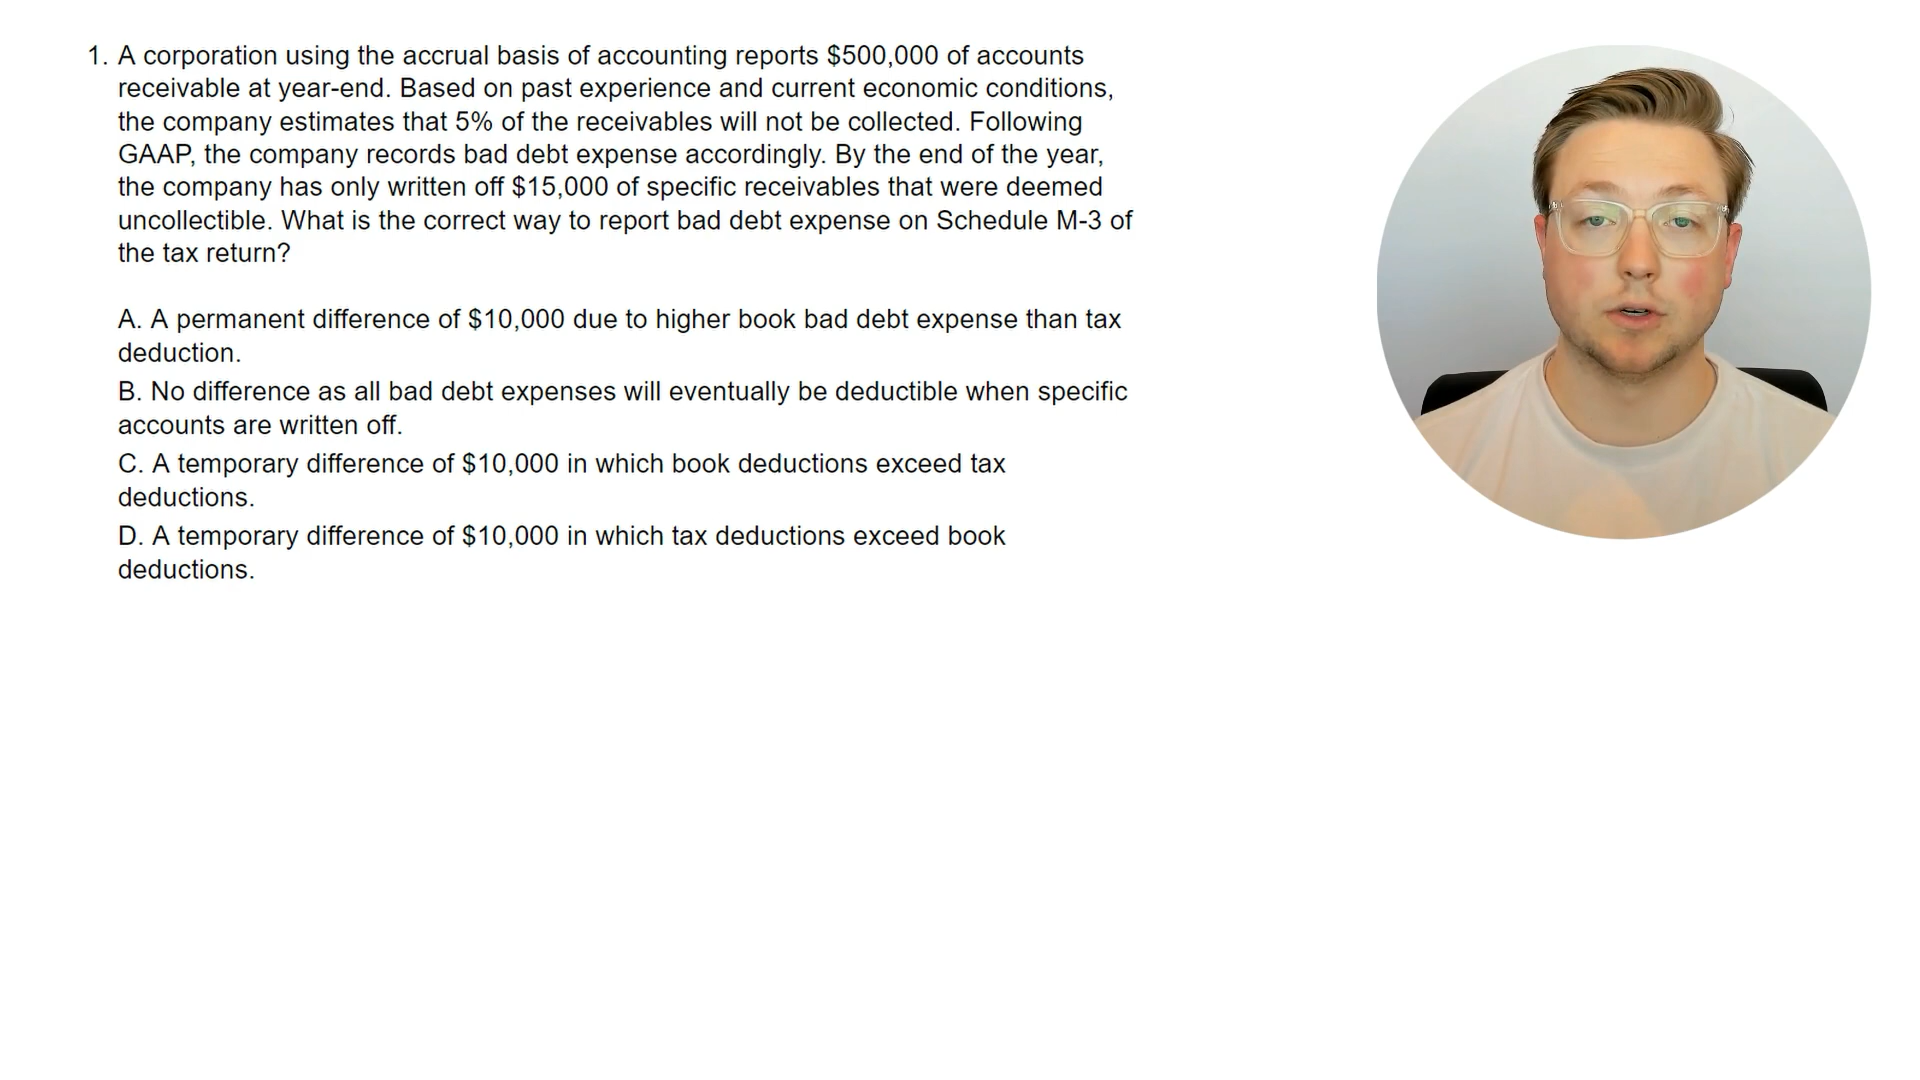 1. A corporation using the accrual basis of accounting reports $500,000 of accounts
receivable at year-end. Based on past experience and current economic conditions,
the company estimates that 5% of the receivables will not be collected. Following
GAAP, the company records bad debt expense accordingly. By the end of the year,
the company has only written off $15,000 of specific receivables that were deemed
uncollectible. What is the correct way to report bad debt expense on Schedule M-3 of
the tax return?
A. A permanent difference of $10,000 due to higher book bad debt expense than tax
deduction.
B. No difference as all bad debt expenses will eventually be deductible when specific
accounts are written off.
C. A temporary difference of $10,000 in which book deductions exceed tax
deductions.
D. A temporary difference of $10,000 in which tax deductions exceed book
deductions.